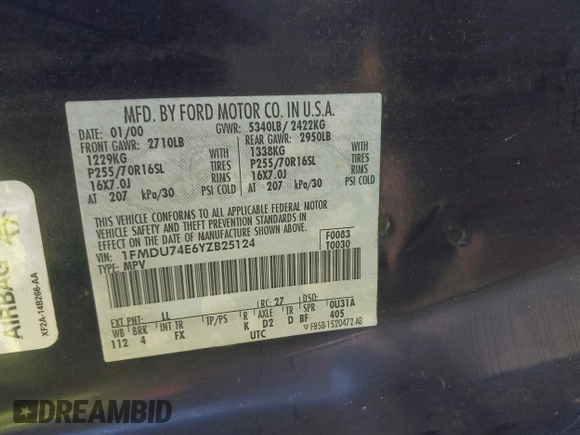 MFD. BY FORD MOTOR CO. IN U.S.A.
DATE: 01/00 GVWR: 5340LB/ 2422KG
FRONT GAWR: 2710LB REAR GAWR: 2950LB
1229KG WITH 1338KG WITH
P255/70R16SL TIRES P255/70R16SL TIRES
16X7.0J RIMS 16X7.0J RIMS
AT 207 kPa/30 PSI COLD AT 207 kPa/30 PSI COLD
THIS VEHICLE CONFORMS TO ALL APPLICABLE FEDERAL MOTOR
VEHICLE SAFETY AND THEFT PREVENTION STANDARDS IN EFFECT ON THE
DATE OF MANUFACTURE SHOWN ABOVE.
VIN: 1FMDU74E6YZB25124 F0083
TYPE: MPV T0030
EXT PNT: LL RC: 27 DSO:
WB BRK INT TR TP/PS R AXLE TR SPR 0U31A
112 4 FX K D2 D BF 405
UTC F85B-1520472-AB
AIRBAG
XF2A-14B266-AA
DREAMBID